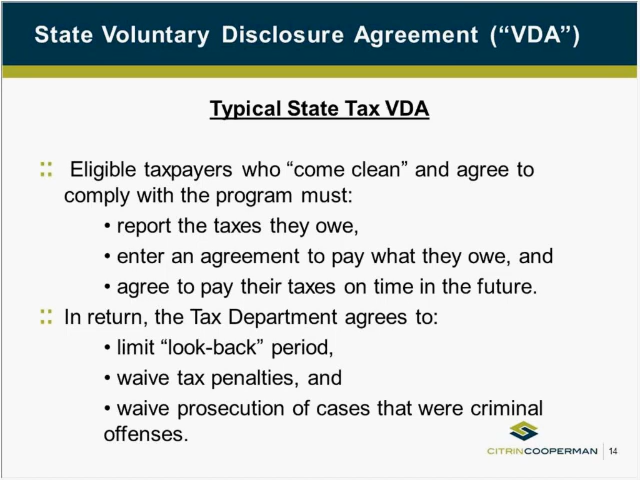 State Voluntary Disclosure Agreement (“VDA”)
Typical State Tax VDA
Eligible taxpayers who “come clean” and agree to
comply with the program must:
• report the taxes they owe,
• enter an agreement to pay what they owe, and
• agree to pay their taxes on time in the future.
In return, the Tax Department agrees to:
• limit “look-back” period,
• waive tax penalties, and
• waive prosecution of cases that were criminal
offenses.
CITRINCOOPERMAN 14